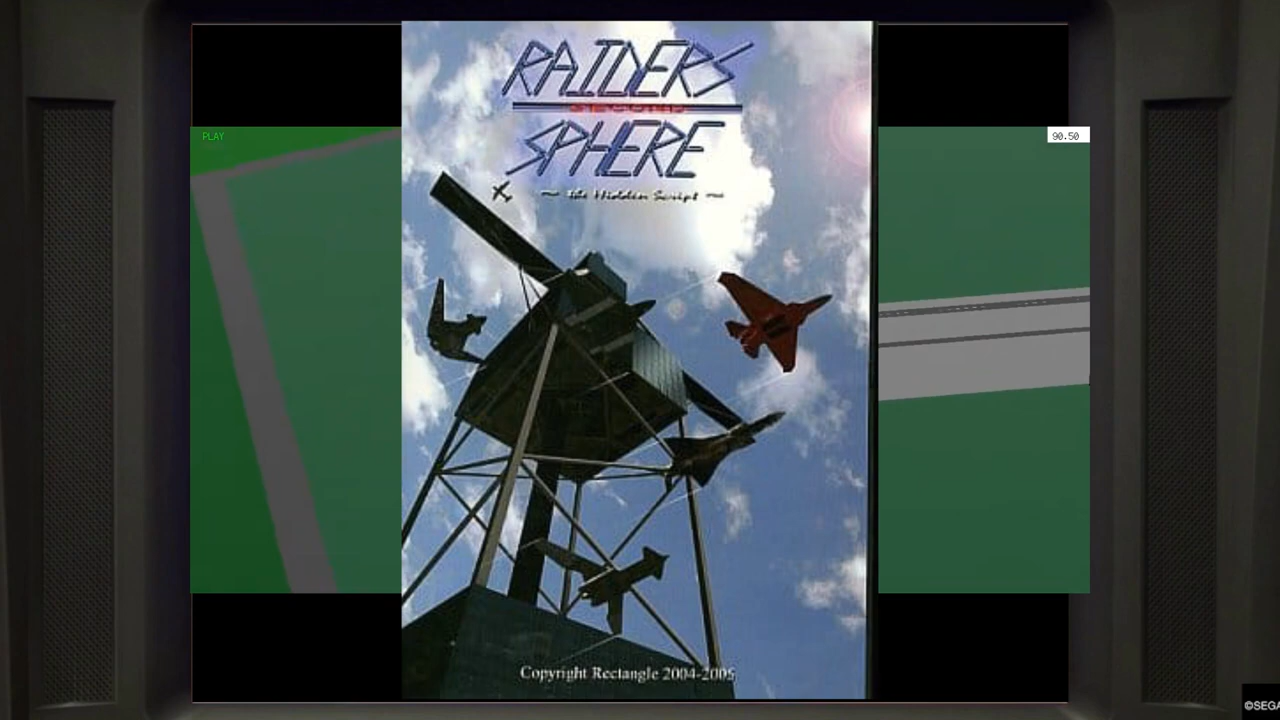 RAIDERS
SPHERE
~ the Hidden Script ~
PLAY
90.50
Copyright Rectangle 2004-2005
©SEGA